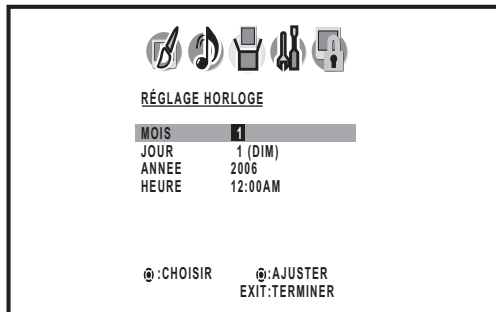 RÉGLAGE HORLOGE
MOIS 1
JOUR 1 (DIM)
ANNEE 2006
HEURE 12:00AM
:CHOISIR :AJUSTER
EXIT:TERMINER